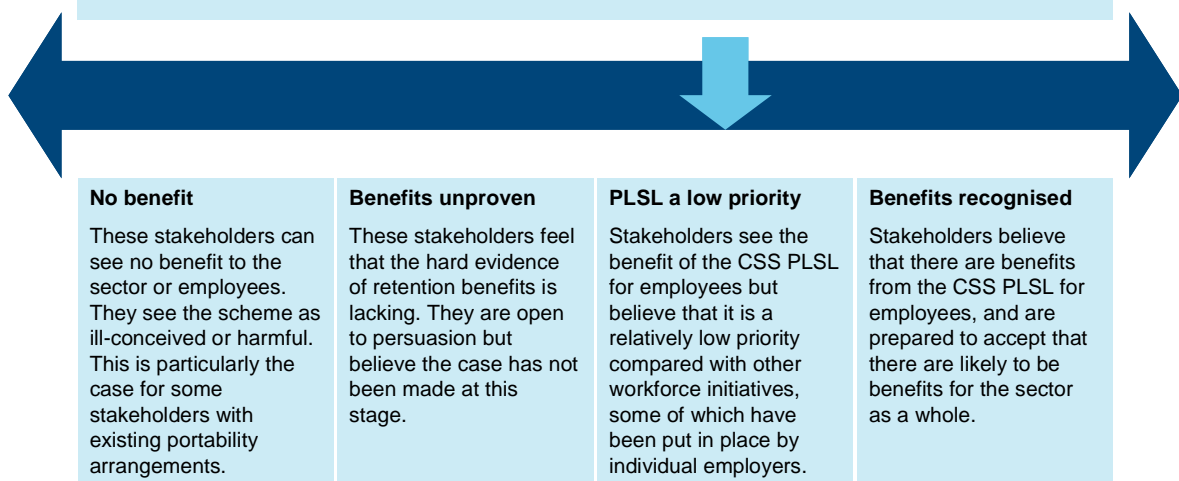 No benefit
These stakeholders can
see no benefit to the
sector or employees.
They see the scheme as
ill-conceived or harmful.
This is particularly the
case for some
stakeholders with
existing portability
arrangements.
Benefits unproven
These stakeholders feel
that the hard evidence
of retention benefits is
lacking. They are open
to persuasion but
believe the case has not
been made at this
stage.
PLSL a low priority
Stakeholders see the
benefit of the CSS PLSL
for employees but
believe that it is a
relatively low priority
compared with other
workforce initiatives,
some of which have
been put in place by
individual employers.
Benefits recognised
Stakeholders believe
that there are benefits
from the CSS PLSL for
employees, and are
prepared to accept that
there are likely to be
benefits for the sector
as a whole.